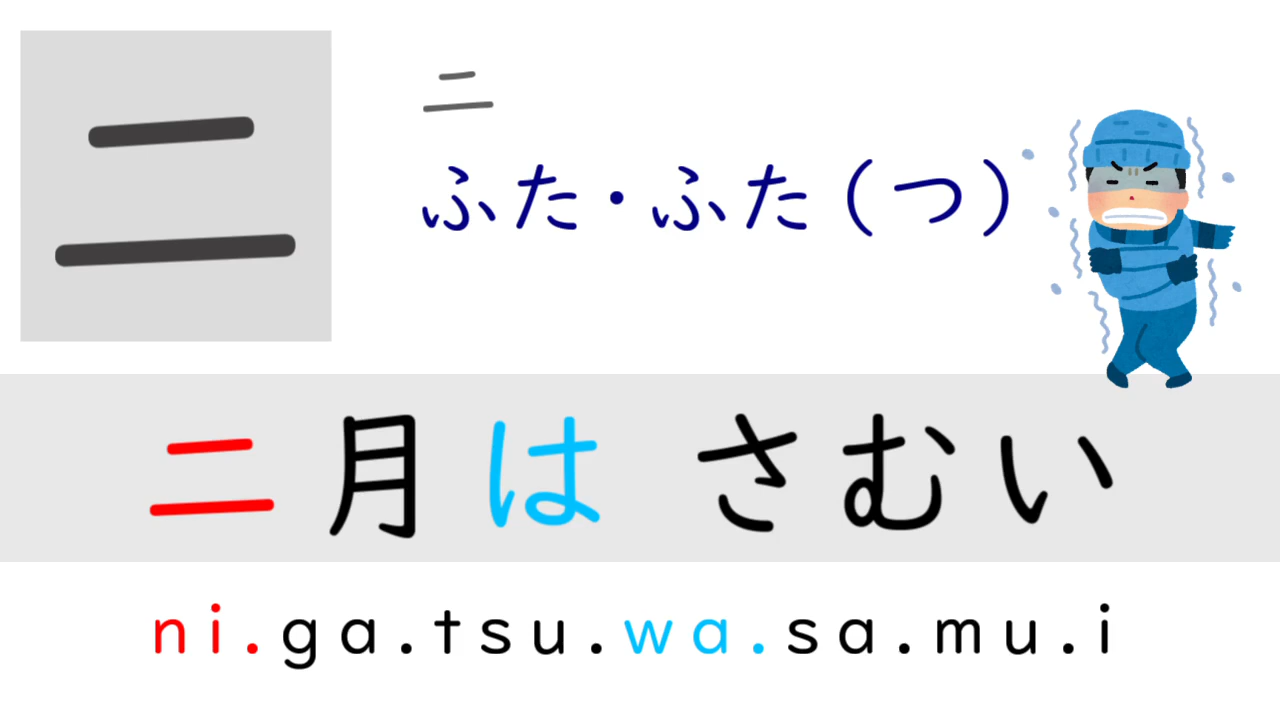 二
ニ
ふた・ふた(つ)
二月は さむい
ni.ga.tsu.wa.sa.mu.i